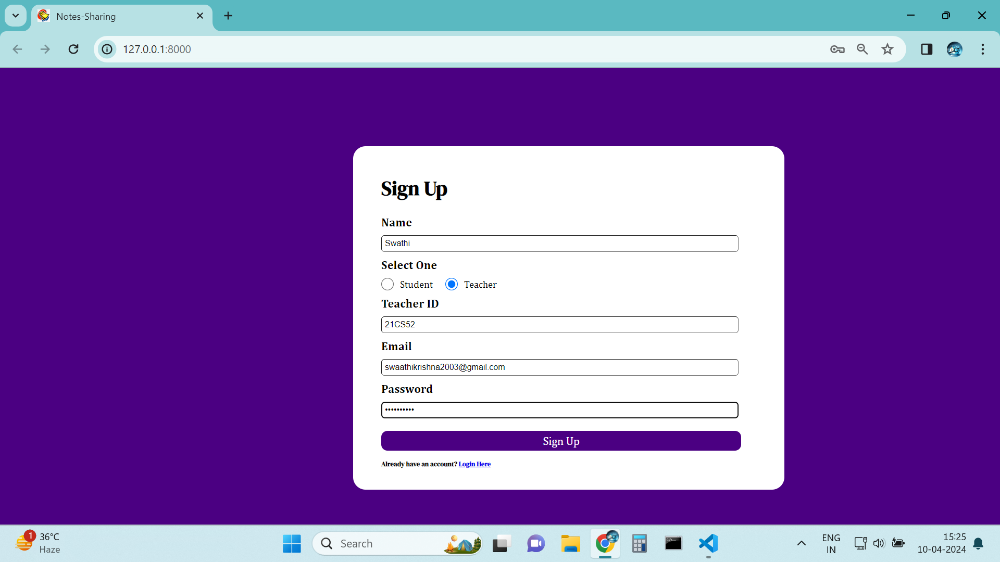 Notes-Sharing
127.0.0.1:8000
Sign Up
Name
Swathi
Select One
Student Teacher
Teacher ID
21CS52
Email
swaathikrishna2003@gmail.com
Password
••••••••••
Sign Up
Already have an account? Login Here
1
36°C
Haze
Search
ENG
IN
15:25
10-04-2024